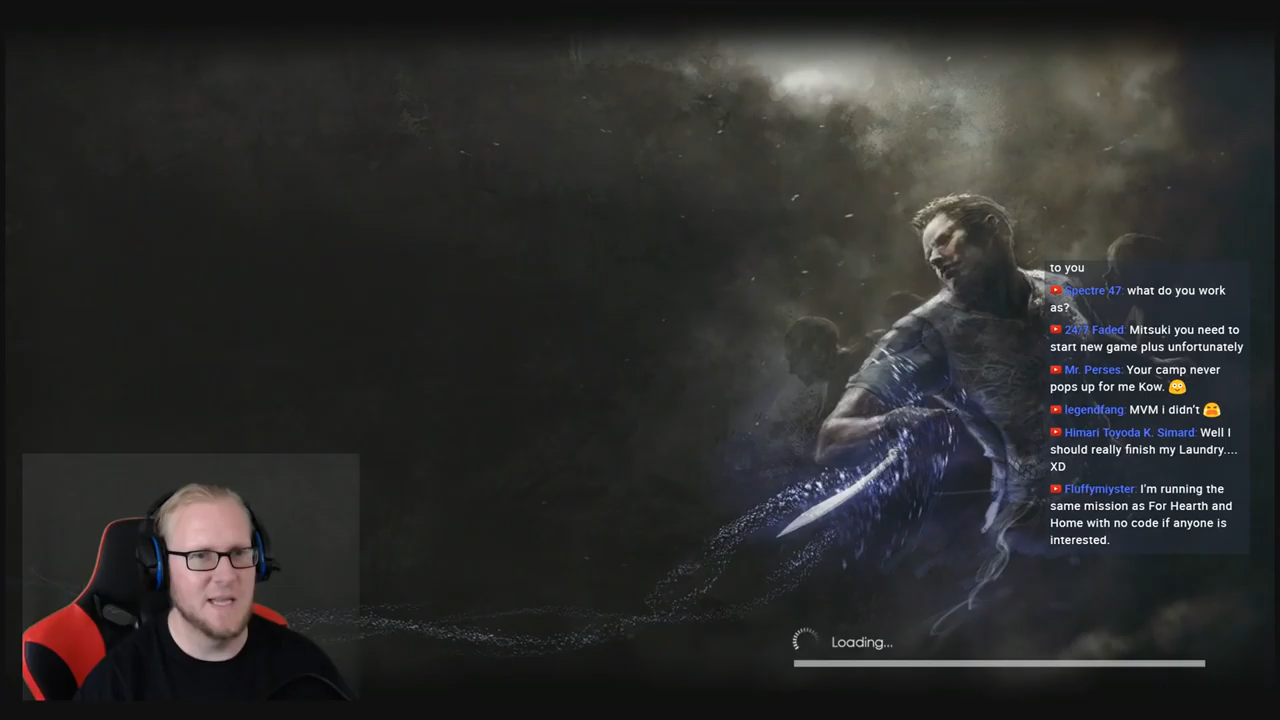 to you
Spectre 47: what do you work
as?
24/7 Faded: Mitsuki you need to
start new game plus unfortunately
Mr. Perses: Your camp never
pops up for me Kow. 😳
legendfang: MVM i didn't 😫
Himari Toyoda K. Simard: Well I
should really finish my Laundry....
XD
Fluffymiyster: I'm running the
same mission as For Hearth and
Home with no code if anyone is
interested.
Loading...